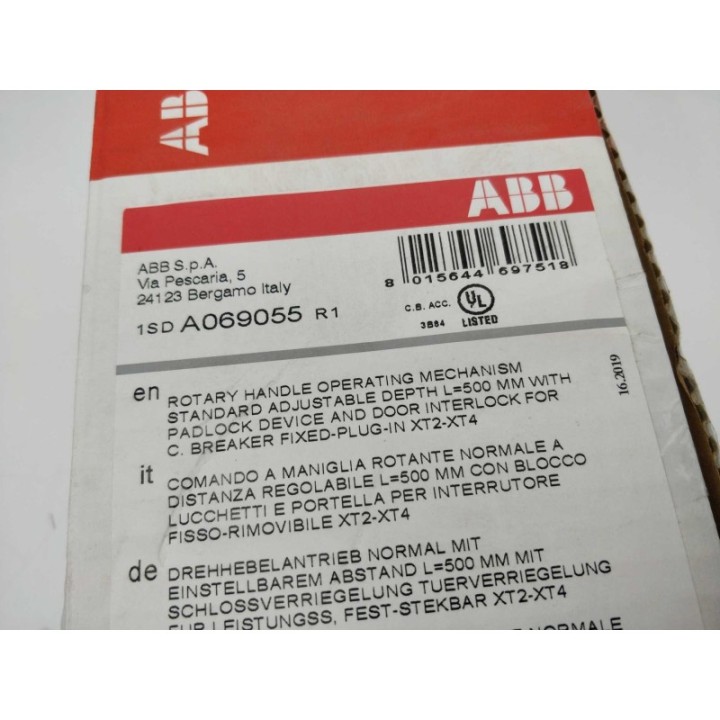 ABB
ABB
ABB S.p.A.
Via Pescaria, 5
24123 Bergamo Italy
1SD A069055 R1
8 015644 697518
C.B. ACC.
UL
3B84 LISTED
16.2019
en ROTARY HANDLE OPERATING MECHANISM
STANDARD ADJUSTABLE DEPTH L=500 MM WITH
PADLOCK DEVICE AND DOOR INTERLOCK FOR
C. BREAKER FIXED-PLUG-IN XT2-XT4
it COMANDO A MANIGLIA ROTANTE NORMALE A
DISTANZA REGOLABILE L=500 MM CON BLOCCO
LUCCHETTI E PORTELLA PER INTERRUTORE
FISSO-RIMOVIBILE XT2-XT4
de DREHHEBELANTRIEB NORMAL MIT
EINSTELLBAREM ABSTAND L=500 MM MIT
SCHLOSSVERRIEGELUNG TUERVERRIEGELUNG
FUR LEISTUNGSS, FEST-STEKBAR XT2-XT4
NORMALE